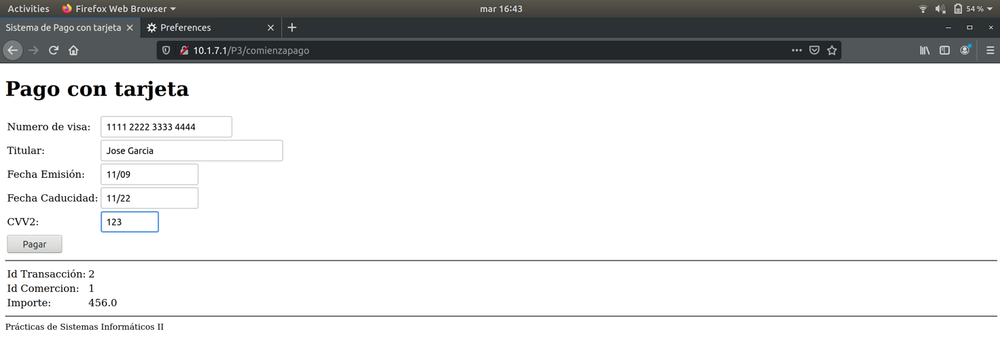 Activities Firefox Web Browser mar 16:43 54 %
Sistema de Pago con tarjeta Preferences
10.1.7.1/P3/comienzapago
Pago con tarjeta
Numero de visa: 1111 2222 3333 4444
Titular: Jose Garcia
Fecha Emisión: 11/09
Fecha Caducidad: 11/22
CVV2: 123
Pagar
Id Transacción: 2
Id Comercion: 1
Importe: 456.0
Prácticas de Sistemas Informáticos II